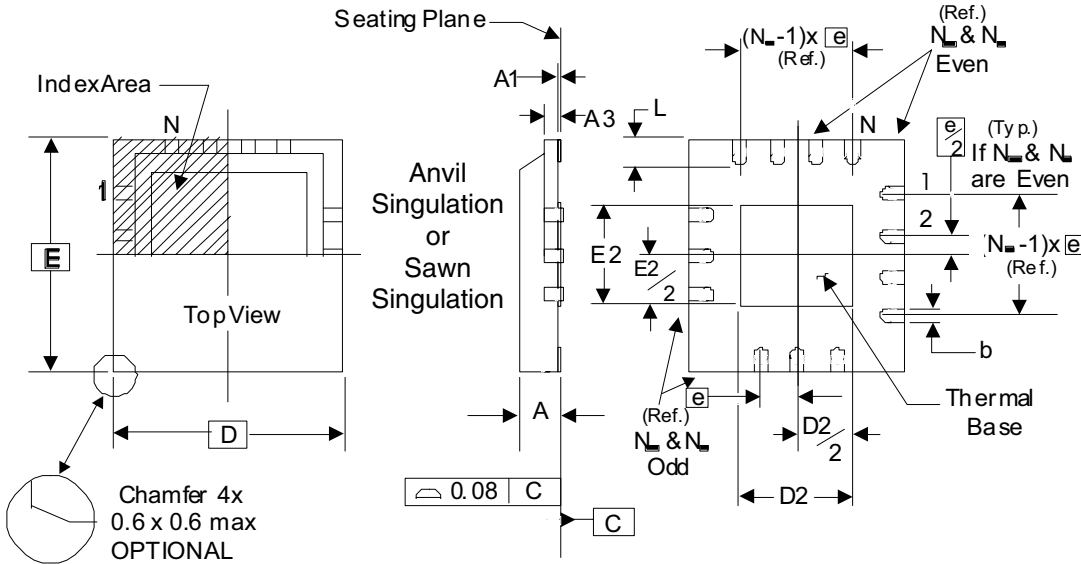 Seating Plane
(Ref.)
N & N
Even
(N -1)x e
(Ref.)
IndexArea
A1
A3
L
N
N
e/2
(Typ.)
If N & N
are Even
1
1
2
Anvil
Singulation
or
Sawn
Singulation
E
E2
E2/2
(N -1)x e
(Ref.)
Top View
b
A
(Ref.)
N & N
Odd
e
D2/2
Thermal
Base
D
D2
0.08 C
C
Chamfer 4x
0.6 x 0.6 max
OPTIONAL